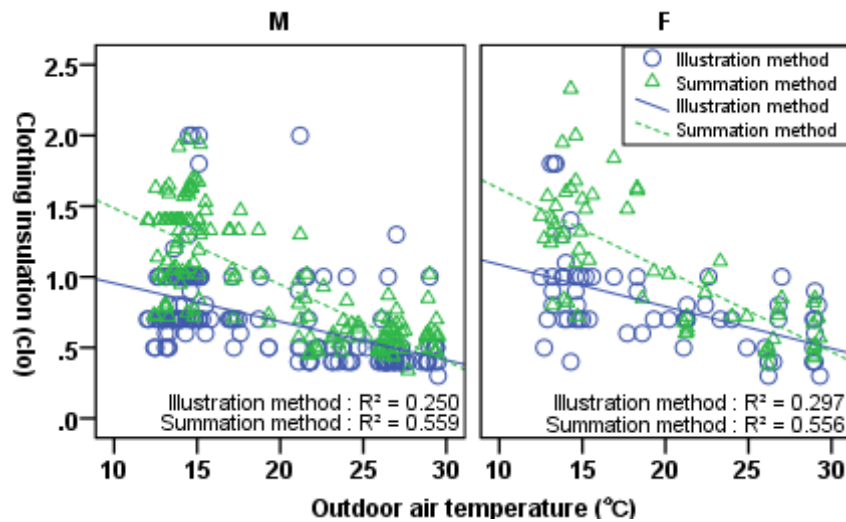 M
F
Clothing insulation (clo)
2.5
2.0
1.5
1.0
.5
.0
Illustration method
Summation method
Illustration method
Summation method
Illustration method : R² = 0.250
Summation method : R² = 0.559
Illustration method : R² = 0.297
Summation method : R² = 0.556
10 15 20 25 30
10 15 20 25 30
Outdoor air temperature (°C)